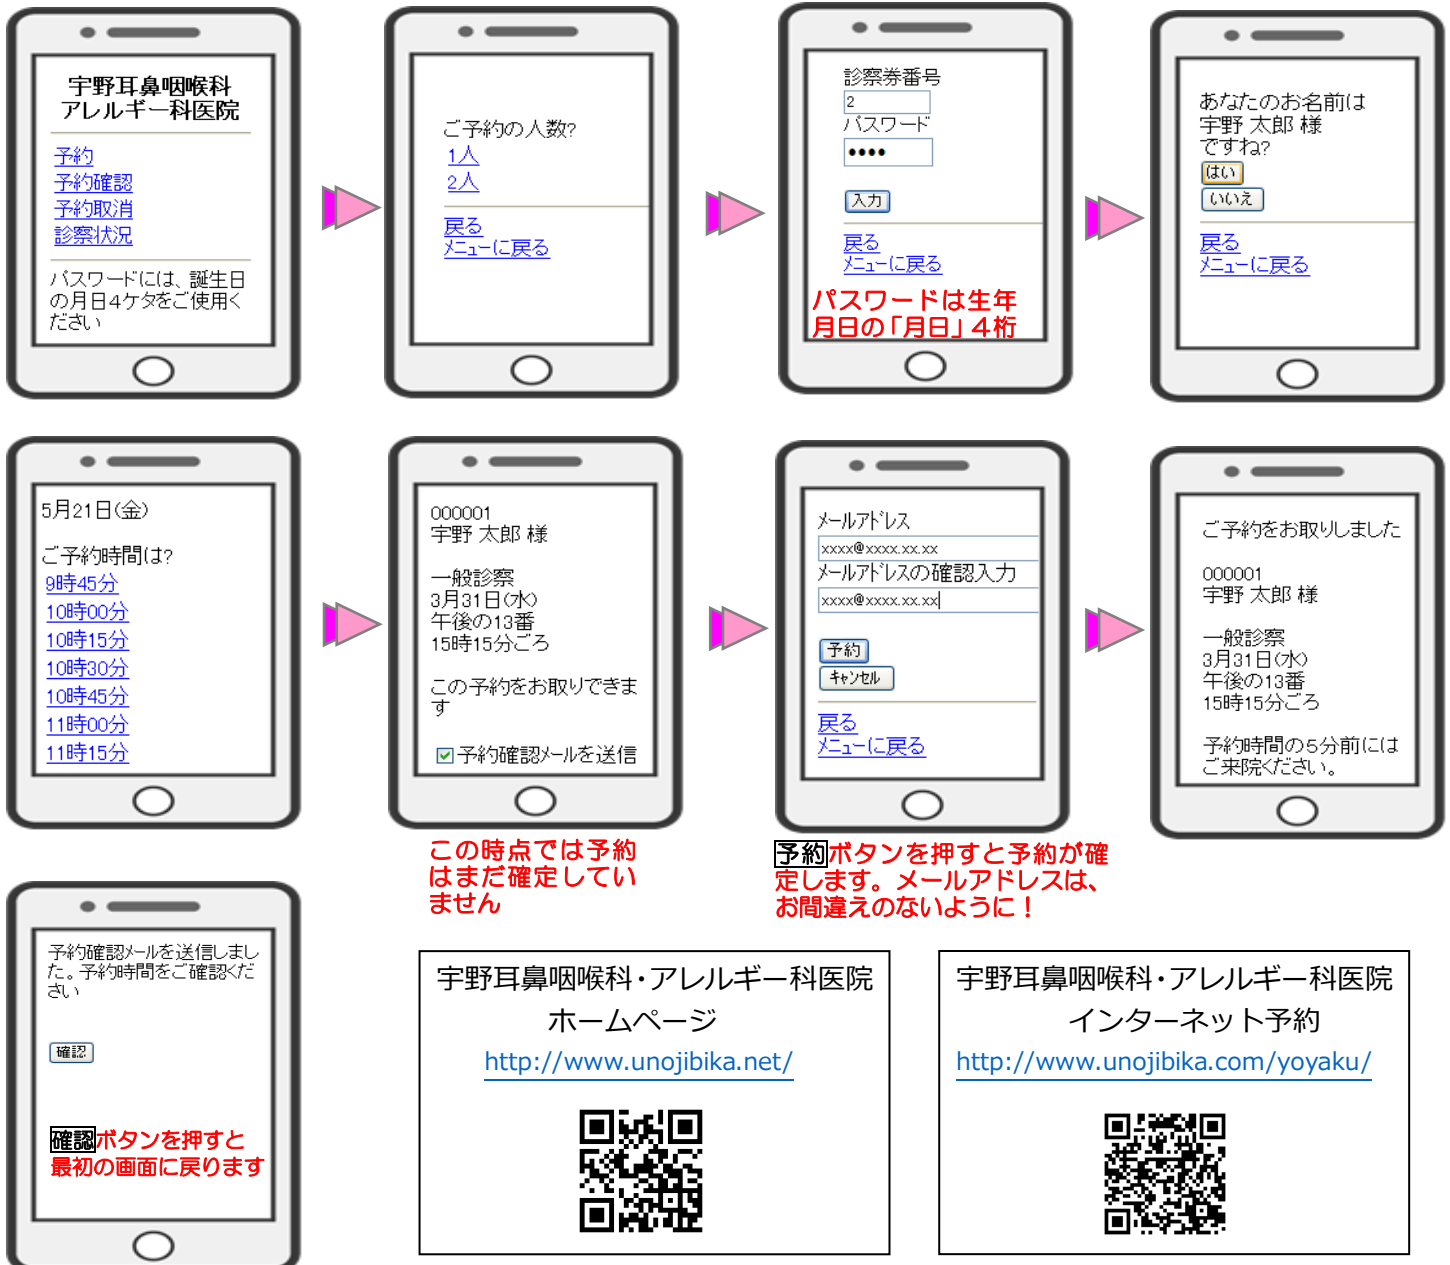 宇野耳鼻咽喉科
アレルギー科医院
予約
予約確認
予約取消
診察状況
パスワードには、誕生日
の月日4ケタをご使用く
ださい
ご予約の人数?
1人
2人
戻る
メニューに戻る
診察券番号
2
パスワード
●●●●
入力
戻る
メニューに戻る
パスワードは生年
月日の「月日」4桁
あなたのお名前は
宇野 太郎 様
ですね?
はい
いいえ
戻る
メニューに戻る
5月21日(金)
ご予約時間は?
9時45分
10時00分
10時15分
10時30分
10時45分
11時00分
11時15分
000001
宇野 太郎 様
一般診察
3月31日(水)
午後の13番
15時15分ごろ
この予約をお取りできま
す
予約確認メールを送信
この時点では予約
はまだ確定してい
ません
メールアドレス
xxxx@xxxx.xx.xx
メールアドレスの確認入力
xxxx@xxxx.xx.xx
予約
キャンセル
戻る
メニューに戻る
予約ボタンを押すと予約が確
定します。メールアドレスは、
お間違えのないように!
ご予約をお取りしました
000001
宇野 太郎 様
一般診察
3月31日(水)
午後の13番
15時15分ごろ
予約時間の5分前には
ご来院ください。
予約確認メールを送信しまし
た。予約時間をご確認くだ
さい
確認
確認ボタンを押すと
最初の画面に戻ります
宇野耳鼻咽喉科・アレルギー科医院
ホームページ
http://www.unojibika.net/
宇野耳鼻咽喉科・アレルギー科医院
インターネット予約
http://www.unojibika.com/yoyaku/